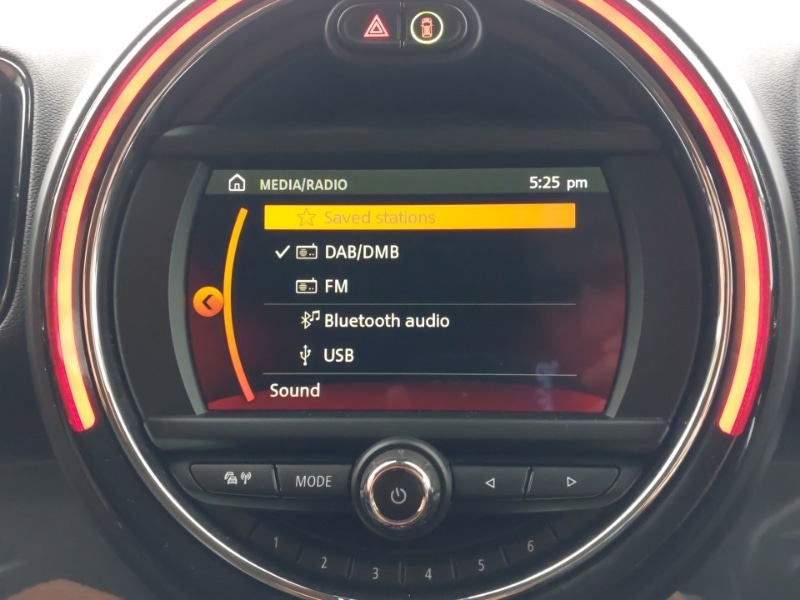 MEDIA/RADIO 5:25 pm
Saved stations
DAB/DMB
FM
Bluetooth audio
USB
Sound
MODE
1 2 3 4 5 6